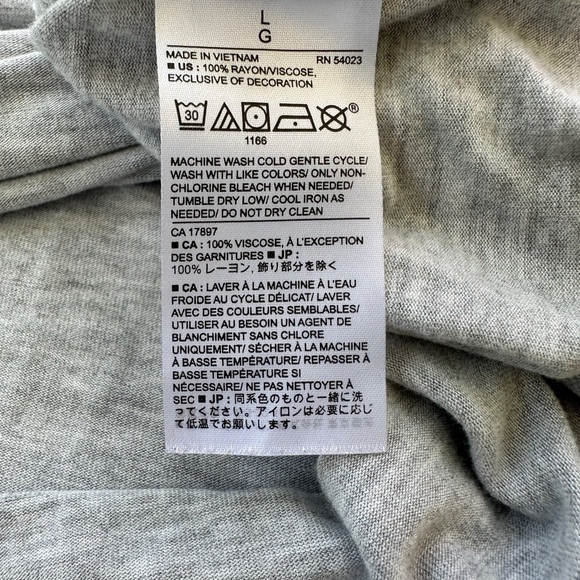 L
G
MADE IN VIETNAM RN 54023
■ US : 100% RAYON/VISCOSE,
EXCLUSIVE OF DECORATION
30 ®
1166
MACHINE WASH COLD GENTLE CYCLE/
WASH WITH LIKE COLORS/ ONLY NON-
CHLORINE BLEACH WHEN NEEDED/
TUMBLE DRY LOW/ COOL IRON AS
NEEDED/ DO NOT DRY CLEAN
CA 17897
■ CA : 100% VISCOSE, À L'EXCEPTION
DES GARNITURES ■ JP :
100% レーヨン, 飾り部分を除く
■ CA : LAVER À LA MACHINE À L'EAU
FROIDE AU CYCLE DÉLICAT/ LAVER
AVEC DES COULEURS SEMBLABLES/
UTILISER AU BESOIN UN AGENT DE
BLANCHIMENT SANS CHLORE
UNIQUEMENT/ SÉCHER À LA MACHINE
À BASSE TEMPÉRATURE/ REPASSER À
BASSE TEMPÉRATURE SI
NÉCESSAIRE/ NE PAS NETTOYER À
SEC ■ JP : 同系色のものと一緒に洗
ってください. アイロンは必要に応じ
て低温でお願いします.